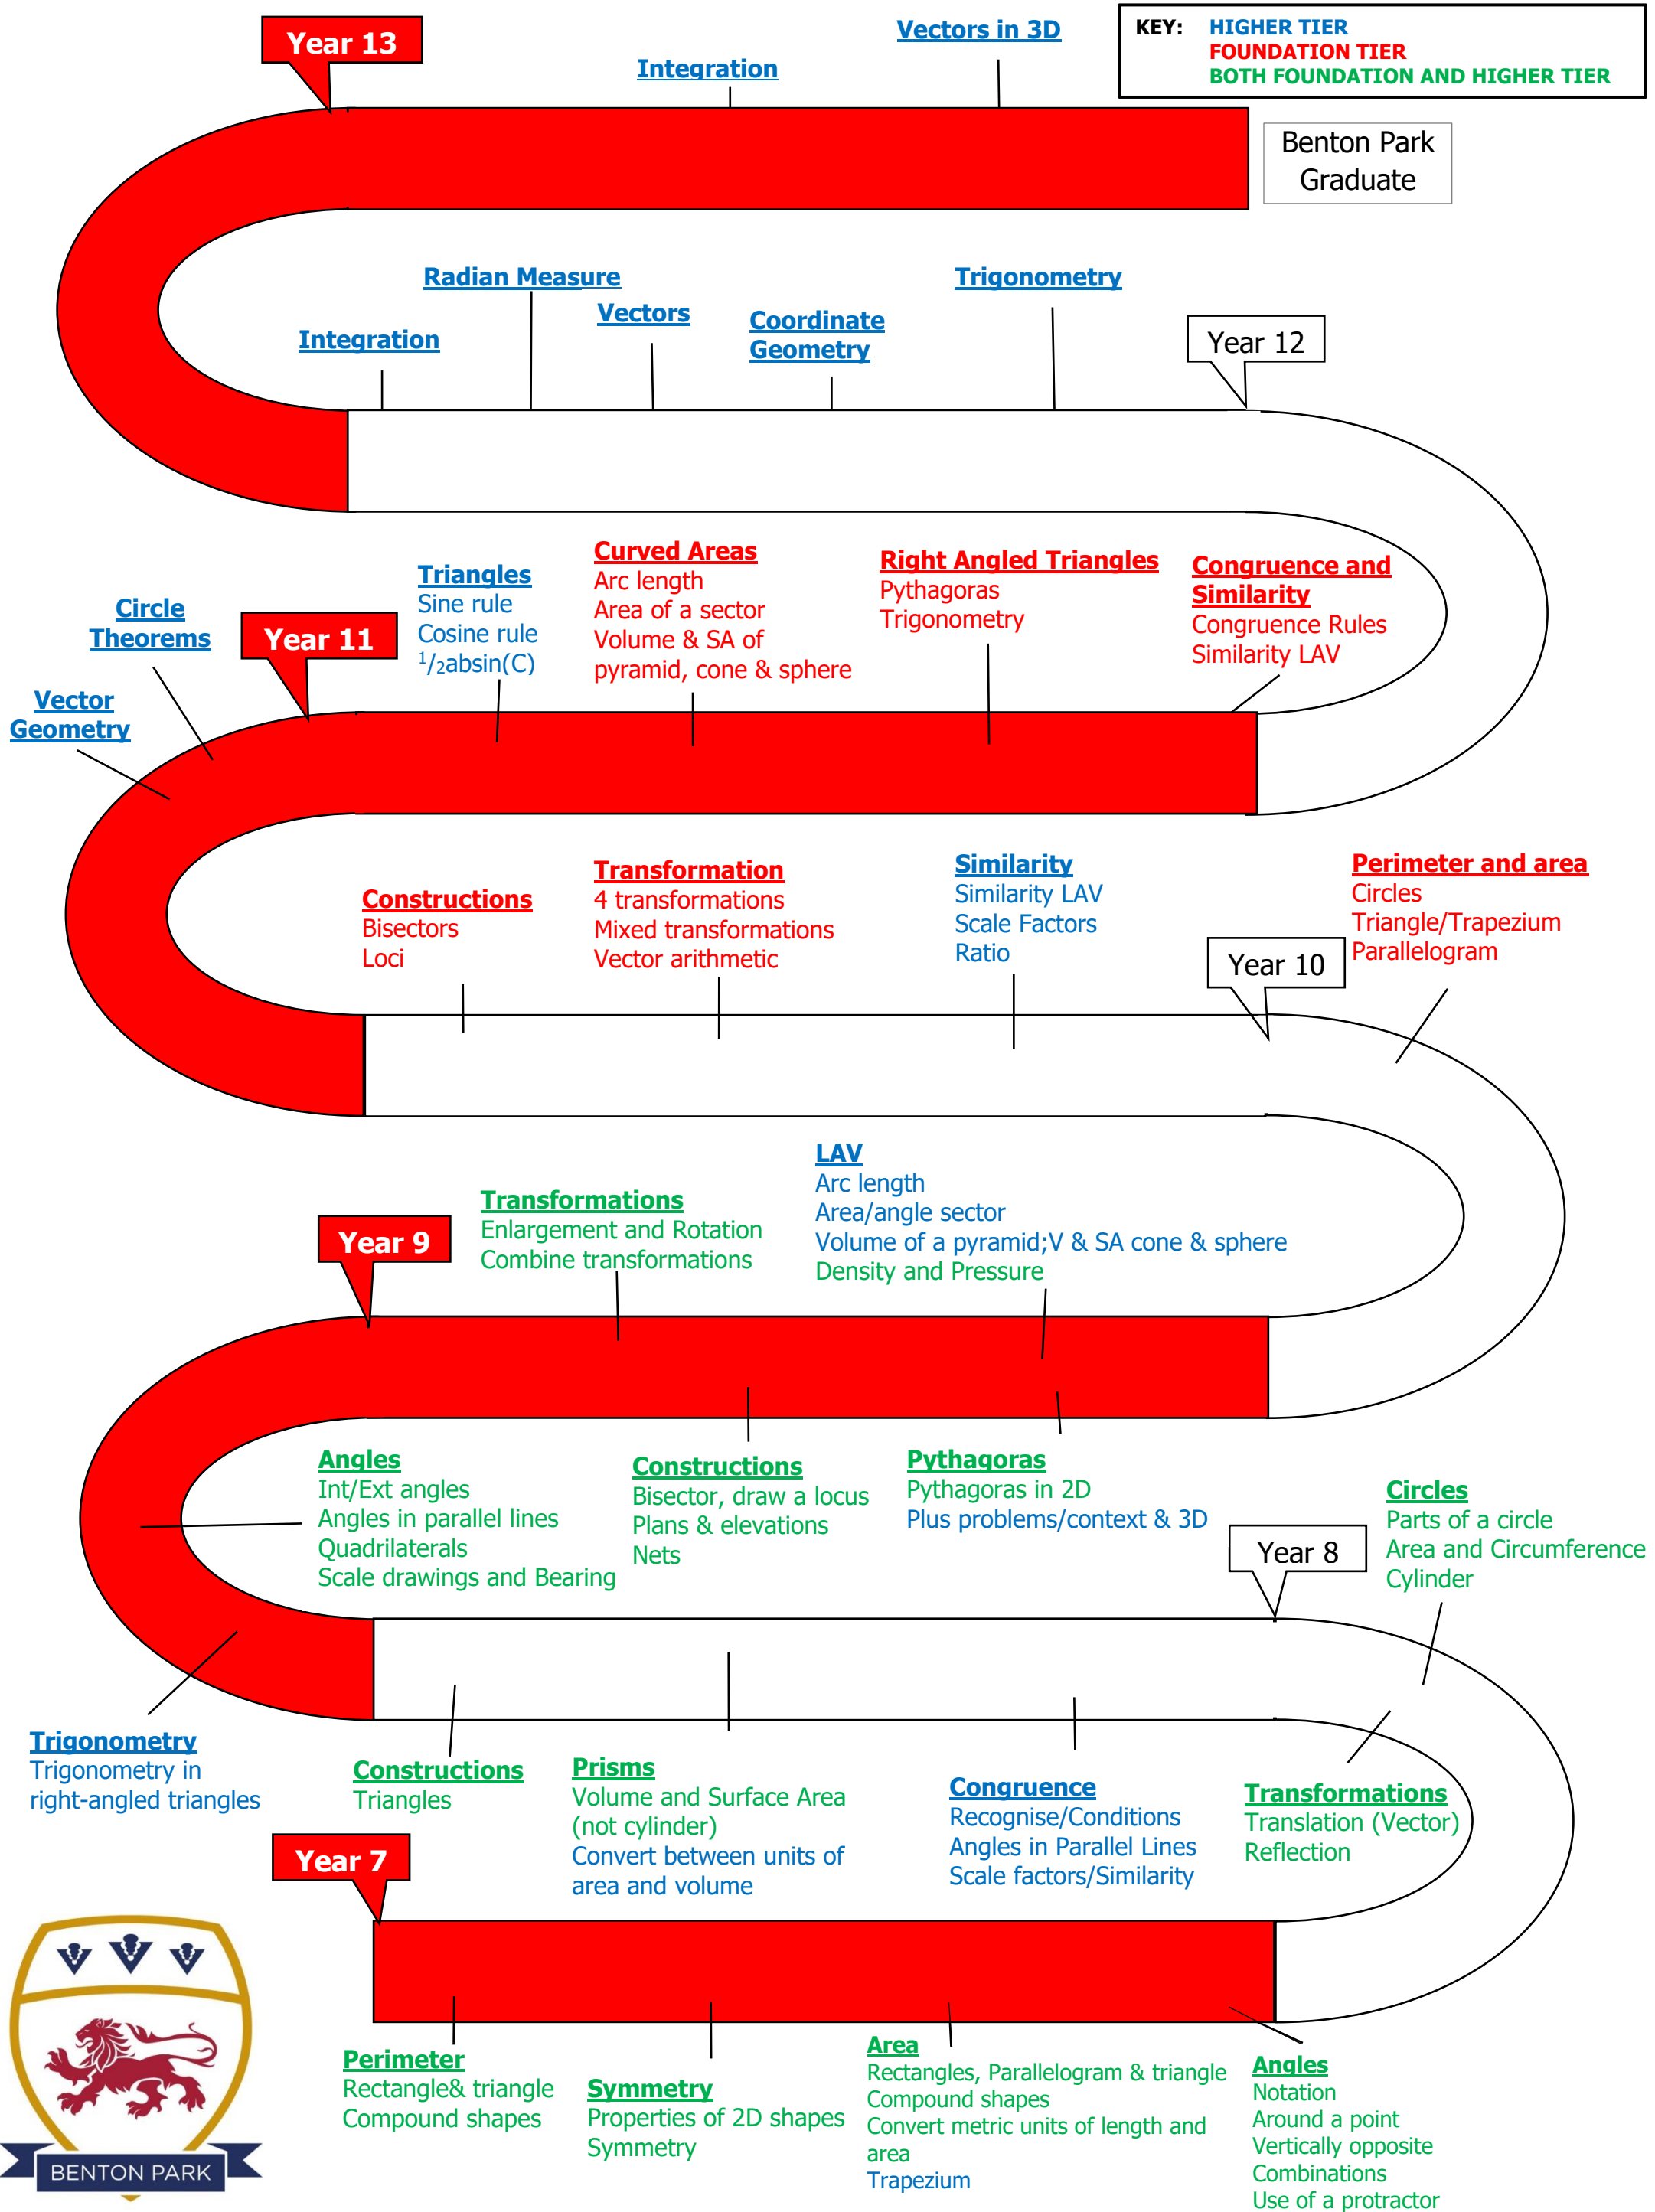 KEY: HIGHER TIER
FOUNDATION TIER
BOTH FOUNDATION AND HIGHER TIER
Year 13
Integration
Vectors in 3D
Benton Park
Graduate
Integration
Radian Measure
Vectors
Coordinate
Geometry
Trigonometry
Year 12
Vector
Geometry
Circle
Theorems
Year 11
Triangles
Sine rule
Cosine rule
¹/₂absin(C)
Curved Areas
Arc length
Area of a sector
Volume & SA of
pyramid, cone & sphere
Right Angled Triangles
Pythagoras
Trigonometry
Congruence and
Similarity
Congruence Rules
Similarity LAV
Constructions
Bisectors
Loci
Transformation
4 transformations
Mixed transformations
Vector arithmetic
Similarity
Similarity LAV
Scale Factors
Ratio
Year 10
Perimeter and area
Circles
Triangle/Trapezium
Parallelogram
Year 9
Transformations
Enlargement and Rotation
Combine transformations
LAV
Arc length
Area/angle sector
Volume of a pyramid;V & SA cone & sphere
Density and Pressure
Angles
Int/Ext angles
Angles in parallel lines
Quadrilaterals
Scale drawings and Bearing
Constructions
Bisector, draw a locus
Plans & elevations
Nets
Pythagoras
Pythagoras in 2D
Plus problems/context & 3D
Year 8
Circles
Parts of a circle
Area and Circumference
Cylinder
Trigonometry
Trigonometry in
right-angled triangles
Constructions
Triangles
Prisms
Volume and Surface Area
(not cylinder)
Convert between units of
area and volume
Congruence
Recognise/Conditions
Angles in Parallel Lines
Scale factors/Similarity
Transformations
Translation (Vector)
Reflection
Year 7
Perimeter
Rectangle& triangle
Compound shapes
Symmetry
Properties of 2D shapes
Symmetry
Area
Rectangles, Parallelogram & triangle
Compound shapes
Convert metric units of length and
area
Trapezium
Angles
Notation
Around a point
Vertically opposite
Combinations
Use of a protractor
BENTON PARK